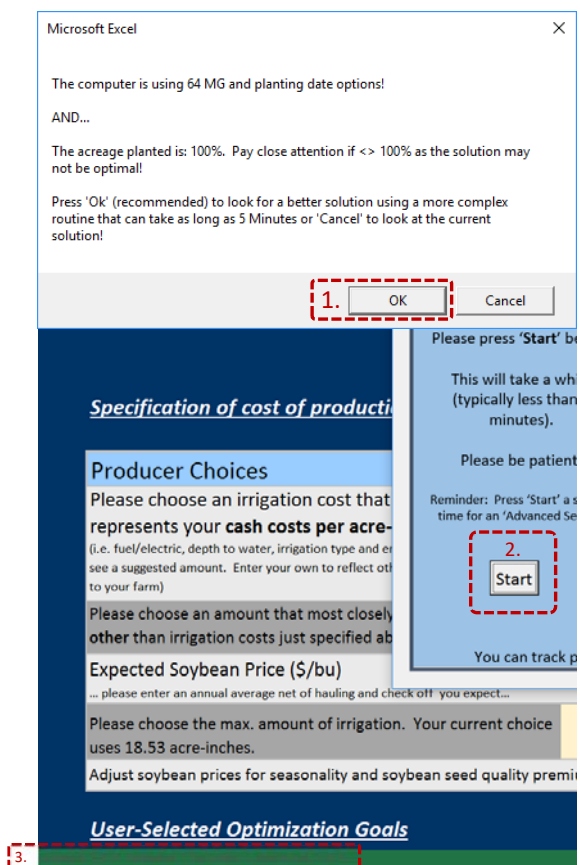 Microsoft Excel
The computer is using 64 MG and planting date options!
AND...
The acreage planted is: 100%.  Pay close attention if <> 100% as the solution may
not be optimal!
Press 'Ok' (recommended) to look for a better solution using a more complex
routine that can take as long as 5 Minutes or 'Cancel' to look at the current
solution!
1.
OK
Cancel
Please press 'Start' be
This will take a whi
(typically less than
minutes).
Please be patient
Reminder: Press 'Start' a s
time for an 'Advanced Se
2.
Start
You can track p
Specification of cost of producti
Producer Choices
Please choose an irrigation cost that
represents your cash costs per acre-
(i.e. fuel/electric, depth to water, irrigation type and en
see a suggested amount.  Enter your own to reflect oth
to your farm)
Please choose an amount that most closely
other than irrigation costs just specified ab
Expected Soybean Price ($/bu)
... please enter an annual average net of hauling and check off you expect...
Please choose the max. amount of irrigation.  Your current choice
uses 18.53 acre-inches.
Adjust soybean prices for seasonality and soybean seed quality premiu
User-Selected Optimization Goals
3.